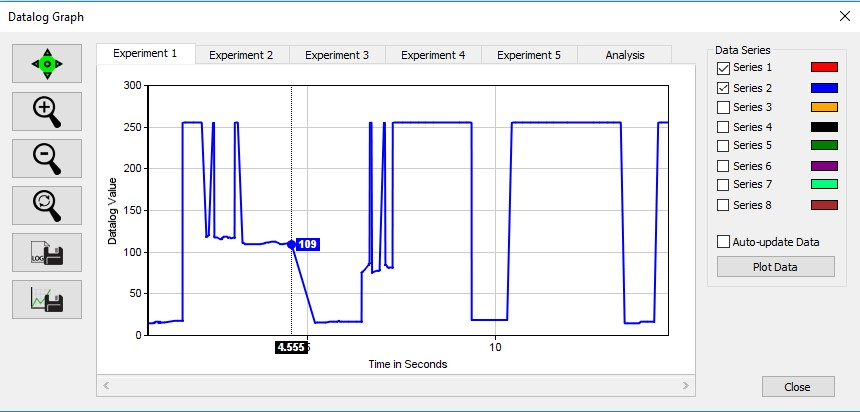 Datalog Graph
Experiment 1 Experiment 2 Experiment 3 Experiment 4 Experiment 5 Analysis
300
250
200
150
100
50
0
Datalog Value
109
4.555 5 10
Time in Seconds
LOG
Data Series
Series 1
Series 2
Series 3
Series 4
Series 5
Series 6
Series 7
Series 8
Auto-update Data
Plot Data
Close